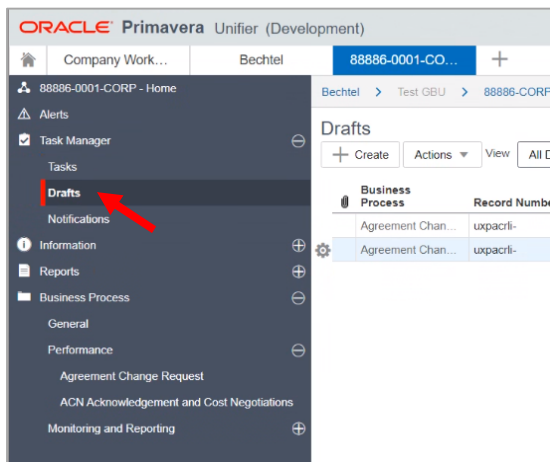 ORACLE Primavera Unifier (Development)
Company Work... Bechtel 88886-0001-CO...
88886-0001-CORP - Home
Bechtel > Test GBU > 88886-CORP
Alerts
Drafts
Task Manager
Create Actions View All D
Tasks
Drafts
Business Process Record Numbe
Notifications
Agreement Chan... uxpacrli-
Information
Agreement Chan... uxpacrli-
Reports
Business Process
General
Performance
Agreement Change Request
ACN Acknowledgement and Cost Negotiations
Monitoring and Reporting